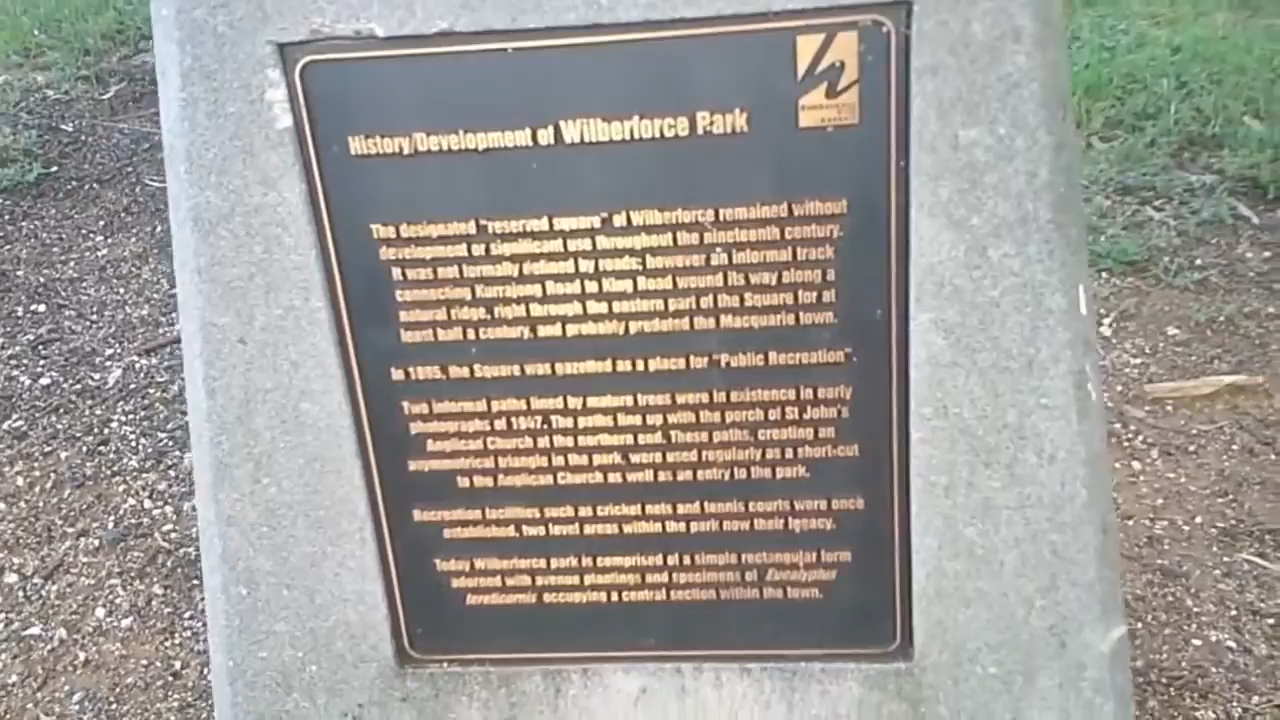 History/Development of Wilberforce Park
The designated "reserved square" of Wilberforce remained without
development or significant use throughout the nineteenth century.
It was not formally defined by roads; however an informal track
connecting Kurrajong Road to King Road wound its way along a
natural ridge, right through the eastern part of the Square for at
least half a century, and probably predated the Macquarie town.
In the Square was gazetted as a place for "Public Recreation".
Two informal paths lined by mature trees were in existence in early
photographs of 1947. The paths line up with the porch of St John's
Anglican Church at the northern end. These paths, creating an
asymmetrical triangle in the park, were used regularly as a short-cut
to the Anglican Church as well as an entry to the park.
Recreation facilities such as cricket nets and tennis courts were once
established, two level areas within the park now their legacy.
Today Wilberforce park is comprised of a simple rectangular form
adorned with avenue plantings and specimens of Eucalyptus
tereticornis occupying a central section within the town.